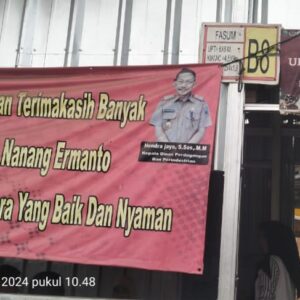 FASUM
B8
an Terimakasih Banyak
Nanang Ermanto
ra Yang Baik Dan Nyaman
Hendra Jaya, S.Sos, M.M
Kepala Dinas Perdagangan
Dan Perindustrian
2024 pukul 10.48